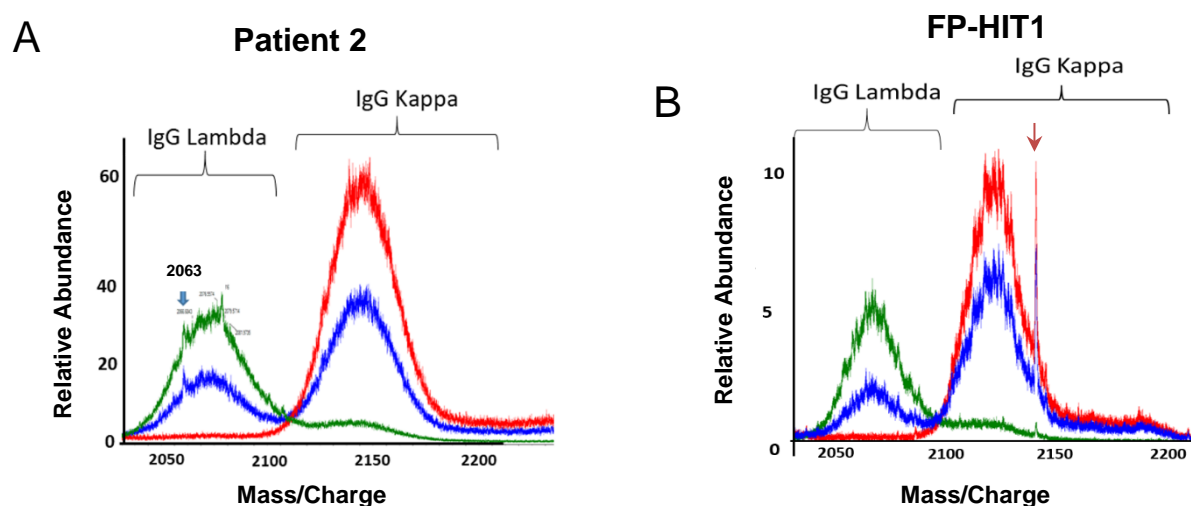 A
Patient 2
IgG Kappa
IgG Lambda
60
40
20
0
2063
2050
2100
2150
2200
Relative Abundance
Mass/Charge
B
FP-HIT1
IgG Kappa
IgG Lambda
10
5
0
2050
2100
2150
2200
Relative Abundance
Mass/Charge